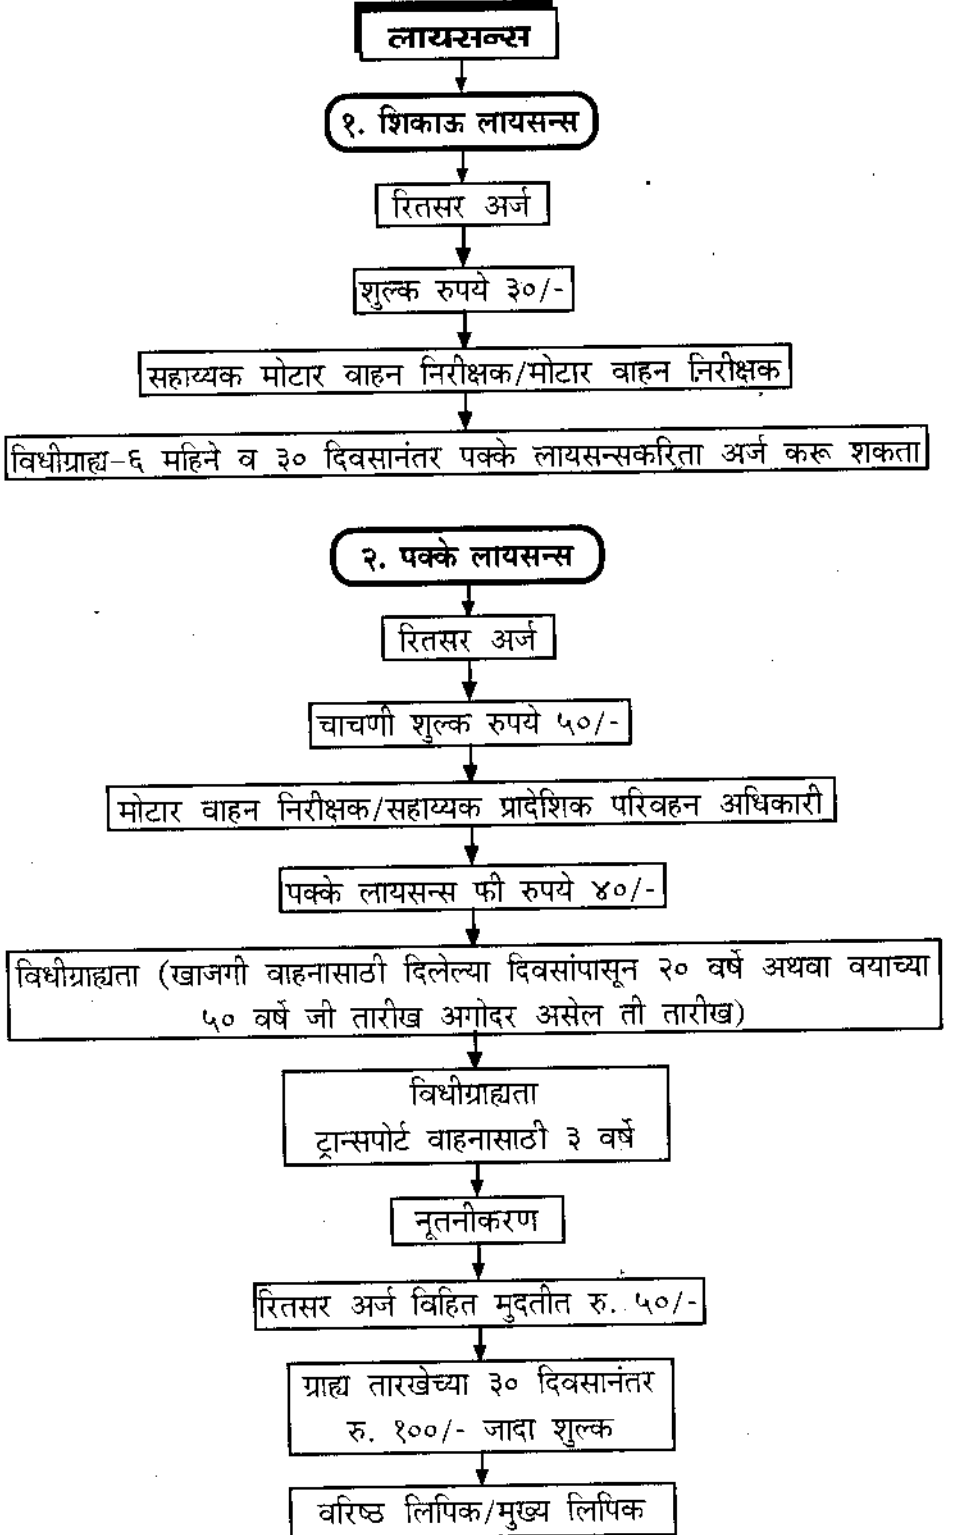 लायसन्स
१. शिकाऊ लायसन्स
रितसर अर्ज
शुल्क रुपये ३०/-
सहाय्यक मोटार वाहन निरीक्षक/मोटार वाहन निरीक्षक
विधीग्राह्य-६ महिने व ३० दिवसानंतर पक्के लायसन्सकरिता अर्ज करू शकता
२. पक्के लायसन्स
रितसर अर्ज
चाचणी शुल्क रुपये ५०/-
मोटार वाहन निरीक्षक/सहाय्यक प्रादेशिक परिवहन अधिकारी
पक्के लायसन्स फी रुपये ४०/-
विधीग्राह्यता (खाजगी वाहनासाठी दिलेल्या दिवसांपासून २० वर्षे अथवा वयाच्या
५० वर्षे जी तारीख अगोदर असेल ती तारीख)
विधीग्राह्यता
ट्रान्सपोर्ट वाहनासाठी ३ वर्षे
नूतनीकरण
रितसर अर्ज विहित मुदतीत रु. ५०/-
ग्राह्य तारखेच्या ३० दिवसानंतर
रु. १००/- जादा शुल्क
वरिष्ठ लिपिक/मुख्य लिपिक